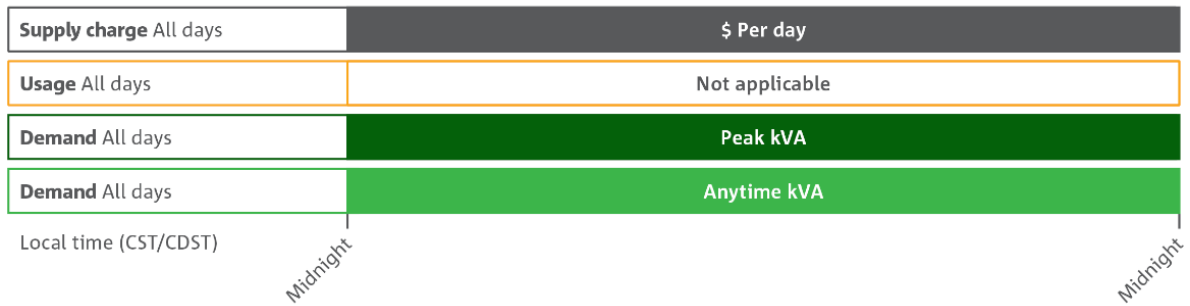 Supply charge All days $ Per day
Usage All days Not applicable
Demand All days Peak kVA
Demand All days Anytime kVA
Local time (CST/CDST) Midnight Midnight